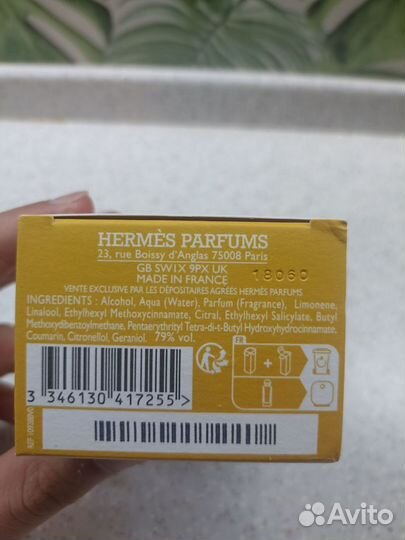 HERMÈS PARFUMS
23, rue Boissy d'Anglas 75008 Paris
GB SW1X 9PX UK
MADE IN FRANCE 18060
VENTE EXCLUSIVE PAR LES DÉPOSITAIRES AGRÉÉS HERMÈS PARFUMS
INGREDIENTS : Alcohol, Aqua (Water), Parfum (Fragrance), Limonene,
Linalool, Ethylhexyl Methoxycinnamate, Citral, Ethylhexyl Salicylate, Butyl
Methoxydibenzoylmethane, Pentaerythrityl Tetra-di-t-Butyl Hydroxyhydrocinnamate,
Coumarin, Citronellol, Geraniol. 79% vol.
FR
+
3 346130 417255 >
Avito